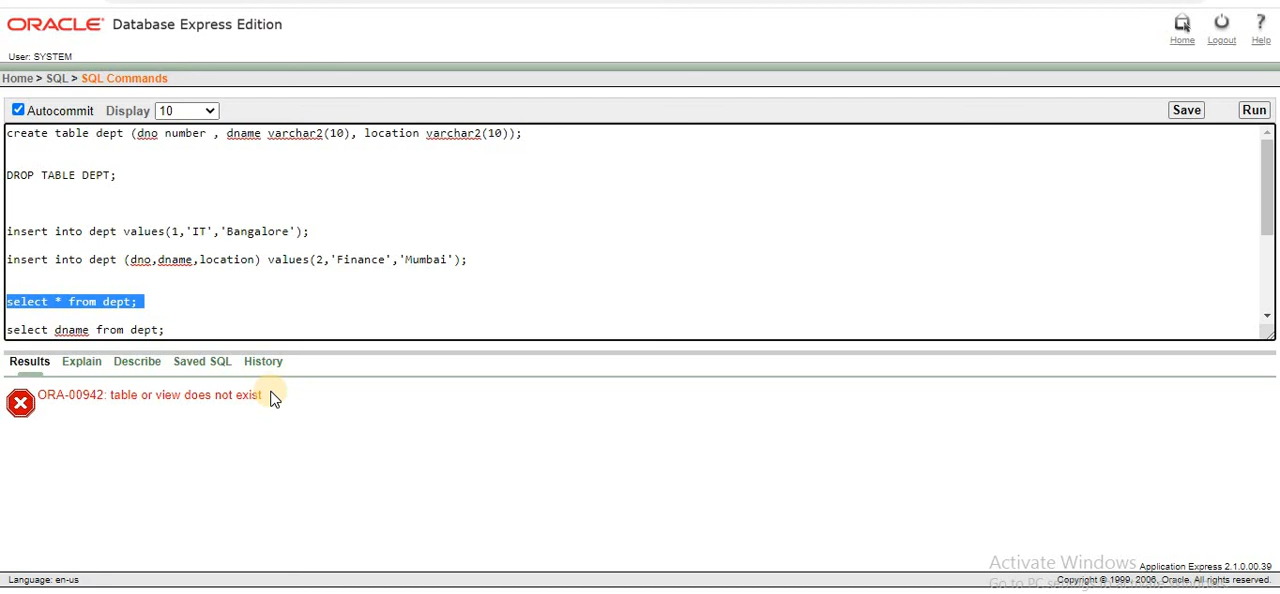 ORACLE Database Express Edition
Home Logout Help
User: SYSTEM
Home > SQL > SQL Commands
Autocommit Display 10 Save Run
create table dept (dno number , dname varchar2(10), location varchar2(10));
DROP TABLE DEPT;
insert into dept values(1,'IT','Bangalore');
insert into dept (dno,dname,location) values(2,'Finance','Mumbai');
select * from dept;
select dname from dept;
Results Explain Describe Saved SQL History
ORA-00942: table or view does not exist
Activate Windows
Application Express 2.1.0.00.39
Language: en-us
Go to PC
Copyright © 1999, 2006, Oracle. All rights reserved.